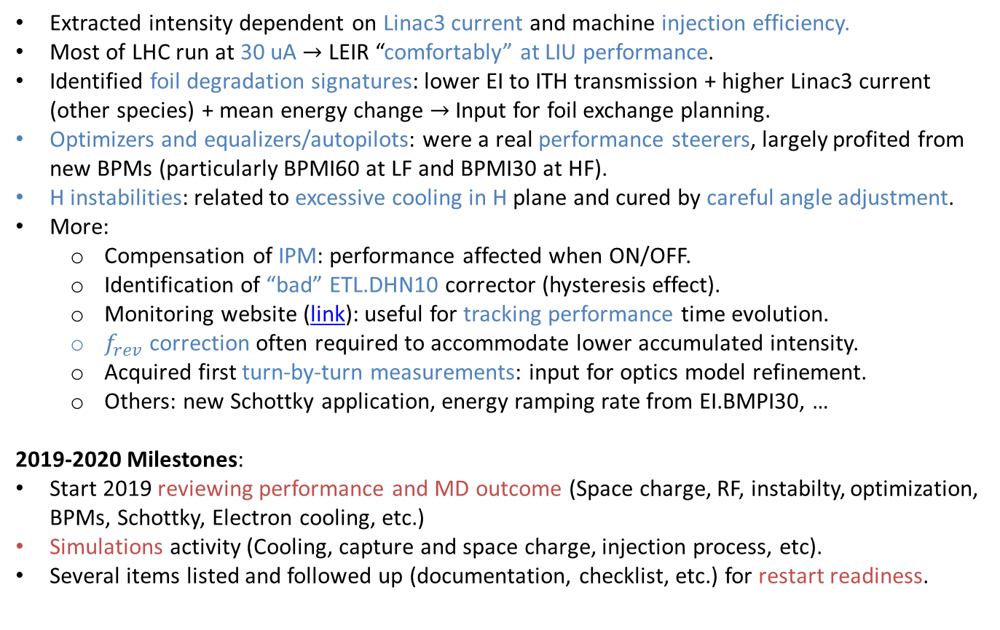 • Extracted intensity dependent on Linac3 current and machine injection efficiency.
• Most of LHC run at 30 uA → LEIR “comfortably” at LIU performance.
• Identified foil degradation signatures: lower EI to ITH transmission + higher Linac3 current
(other species) + mean energy change → Input for foil exchange planning.
• Optimizers and equalizers/autopilots: were a real performance steerers, largely profited from
new BPMs (particularly BPMI60 at LF and BPMI30 at HF).
• H instabilities: related to excessive cooling in H plane and cured by careful angle adjustment.
• More:
o Compensation of IPM: performance affected when ON/OFF.
o Identification of “bad” ETL.DHN10 corrector (hysteresis effect).
o Monitoring website (link): useful for tracking performance time evolution.
o f_rev correction often required to accommodate lower accumulated intensity.
o Acquired first turn-by-turn measurements: input for optics model refinement.
o Others: new Schottky application, energy ramping rate from EI.BMPI30, …
2019-2020 Milestones:
• Start 2019 reviewing performance and MD outcome (Space charge, RF, instabilty, optimization,
BPMs, Schottky, Electron cooling, etc.)
• Simulations activity (Cooling, capture and space charge, injection process, etc).
• Several items listed and followed up (documentation, checklist, etc.) for restart readiness.